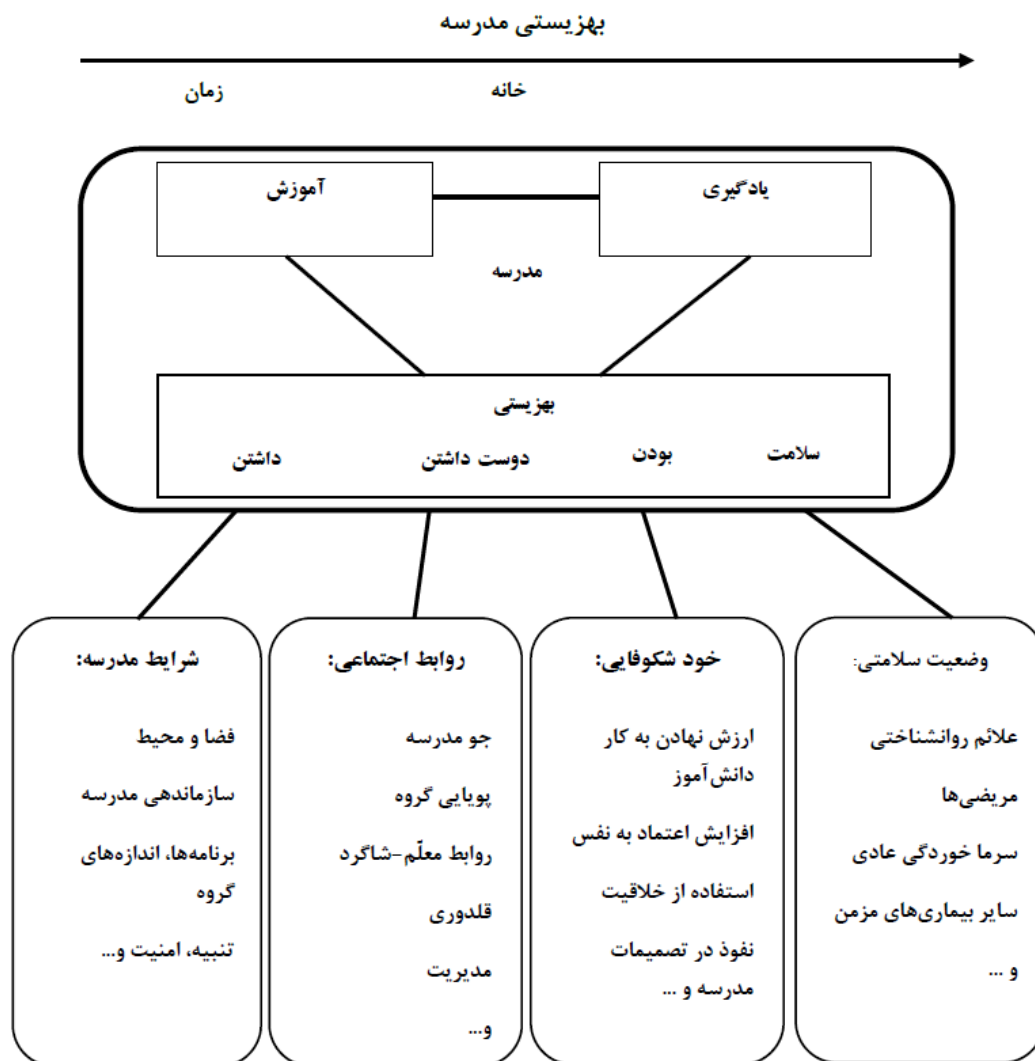 بهزیستی مدرسه
خانه
زمان
یادگیری
آموزش
مدرسه
بهزیستی
سلامت
بودن
دوست داشتن
داشتن
وضعیت سلامتی:
علائم روانشناختی
مریضی‌ها
سرما خوردگی عادی
سایر بیماری‌های مزمن
و ...
خود شکوفایی:
ارزش نهادن به کار
دانش‌آموز
افزایش اعتماد به نفس
استفاده از خلاقیت
نفوذ در تصمیمات
مدرسه و ...
روابط اجتماعی:
جو مدرسه
پویایی گروه
روابط معلّم-شاگرد
قلدوری
مدیریت
و...
شرایط مدرسه:
فضا و محیط
سازماندهی مدرسه
برنامه‌ها، اندازه‌های
گروه
تنبیه، امنیت و...